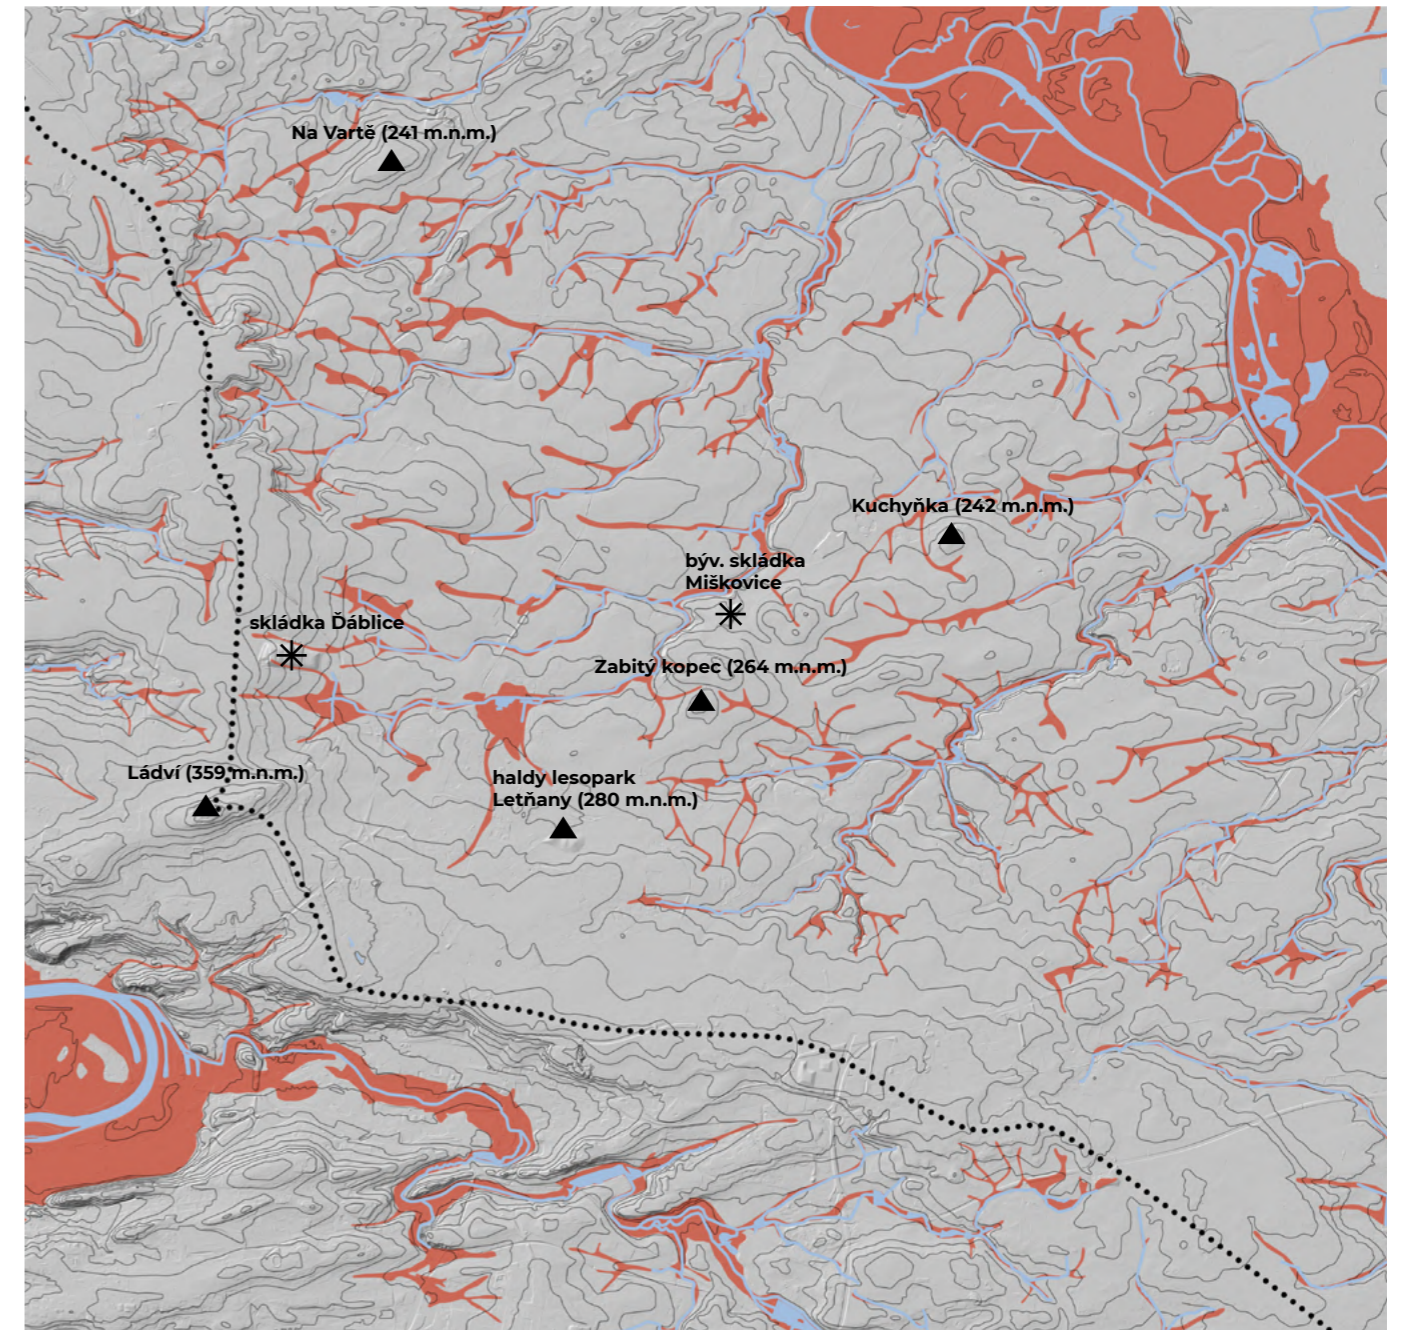 Na Vartě (241 m.n.m.)
Kuchyňka (242 m.n.m.)
býv. skládka
Miškovice
skládka Ďáblice
Zabitý kopec (264 m.n.m.)
Ládví (359 m.n.m.)
haldy lesopark
Letňany (280 m.n.m.)